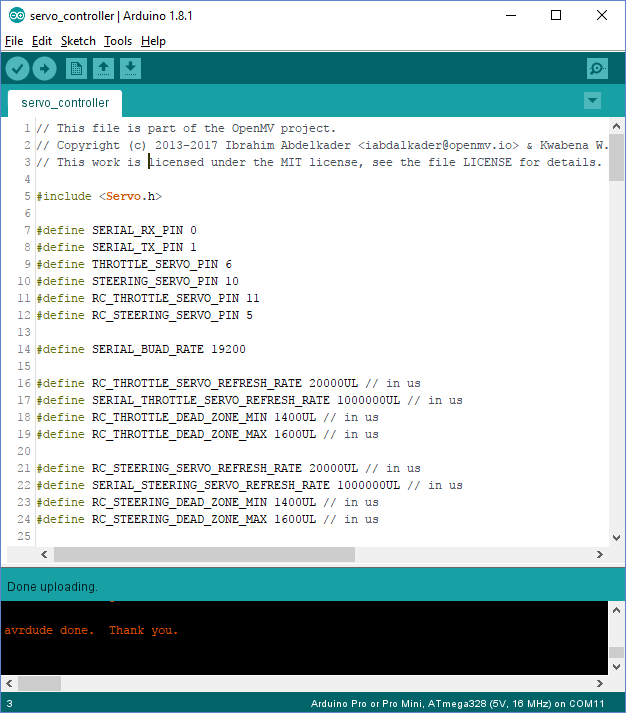 servo_controller | Arduino 1.8.1
File Edit Sketch Tools Help
servo_controller
1 // This file is part of the OpenMV project.
2 // Copyright (c) 2013-2017 Ibrahim Abdelkader <iabdalkader@openmv.io> & Kwabena W.
3 // This work is licensed under the MIT license, see the file LICENSE for details.
4
5 #include <Servo.h>
6
7 #define SERIAL_RX_PIN 0
8 #define SERIAL_TX_PIN 1
9 #define THROTTLE_SERVO_PIN 6
10 #define STEERING_SERVO_PIN 10
11 #define RC_THROTTLE_SERVO_PIN 11
12 #define RC_STEERING_SERVO_PIN 5
13
14 #define SERIAL_BUAD_RATE 19200
15
16 #define RC_THROTTLE_SERVO_REFRESH_RATE 20000UL // in us
17 #define SERIAL_THROTTLE_SERVO_REFRESH_RATE 1000000UL // in us
18 #define RC_THROTTLE_DEAD_ZONE_MIN 1400UL // in us
19 #define RC_THROTTLE_DEAD_ZONE_MAX 1600UL // in us
20
21 #define RC_STEERING_SERVO_REFRESH_RATE 20000UL // in us
22 #define SERIAL_STEERING_SERVO_REFRESH_RATE 1000000UL // in us
23 #define RC_STEERING_DEAD_ZONE_MIN 1400UL // in us
24 #define RC_STEERING_DEAD_ZONE_MAX 1600UL // in us
25
Done uploading.
avrdude done.  Thank you.
3 Arduino Pro or Pro Mini, ATmega328 (5V, 16 MHz) on COM11